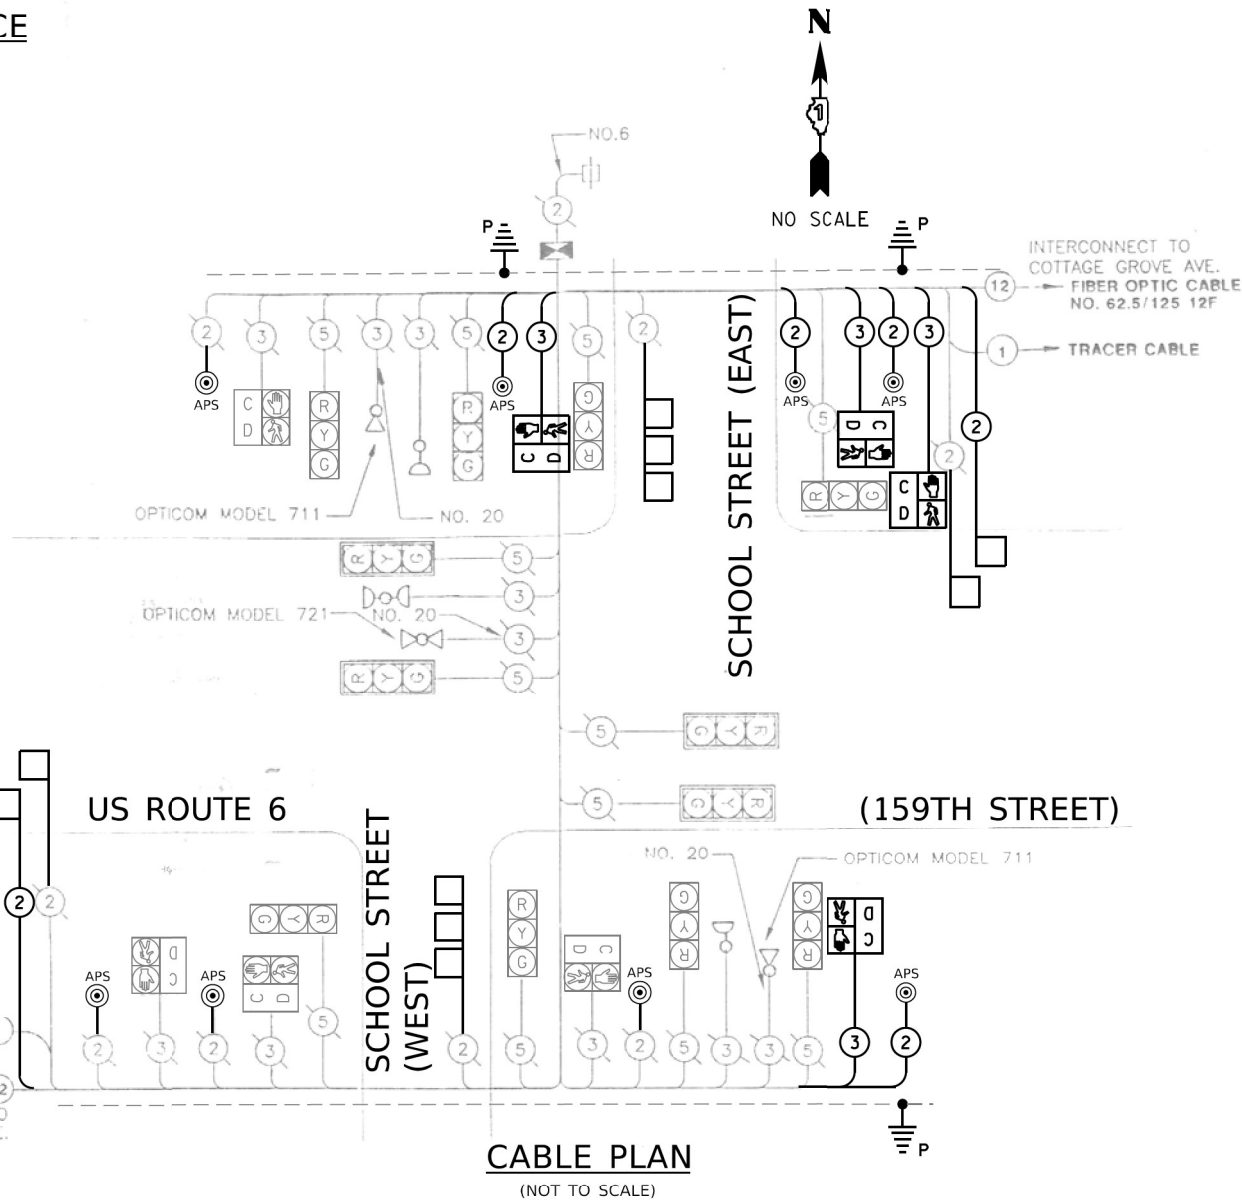 CE
N
1
NO SCALE
NO.6
2
P
P
INTERCONNECT TO
COTTAGE GROVE AVE.
12
FIBER OPTIC CABLE
NO. 62.5/125 12F
1
TRACER CABLE
2
3
5
3
3
5
2
3
5
2
2
3
2
3
APS
APS
APS
APS
C
D
R
Y
G
R
Y
G
C D
G
Y
R
5
2
2
C
D
R Y G
C
D
OPTICOM MODEL 711
NO. 20
SCHOOL STREET (EAST)
R Y G
5
3
OPTICOM MODEL 721
NO. 20
3
R Y G
5
5
G Y R
5
G Y R
US ROUTE 6
(159TH STREET)
SCHOOL STREET
(WEST)
NO. 20
OPTICOM MODEL 711
2
2
G Y R
R
Y
G
G
Y
R
G
Y
R
D
C
D
C
D C
C D
APS
APS
APS
APS
2
3
2
3
5
2
5
3
2
5
3
3
5
3
2
2
P
CABLE PLAN
(NOT TO SCALE)